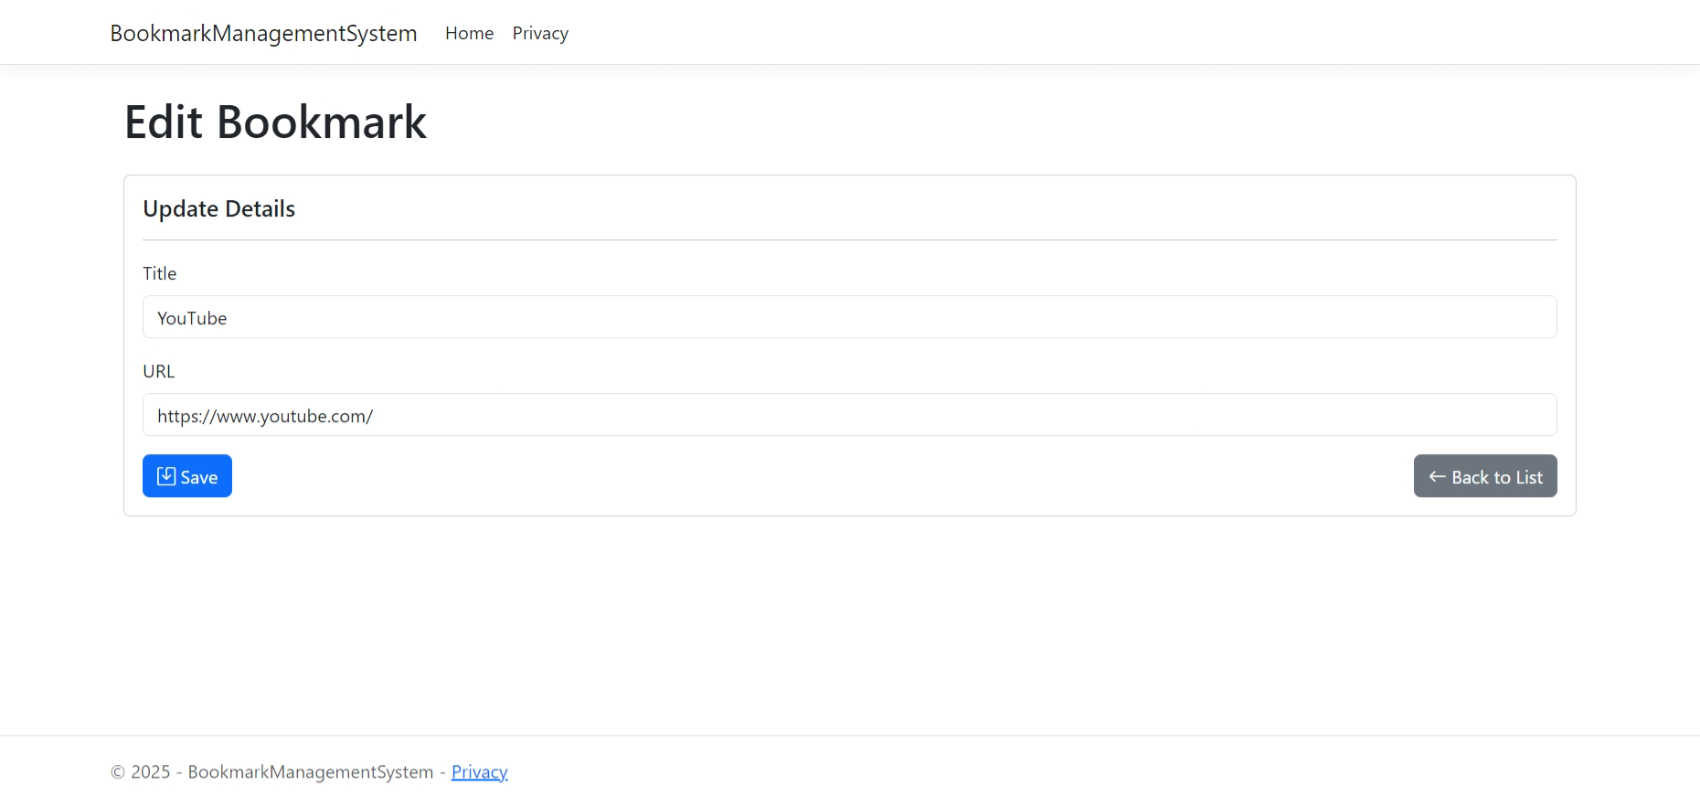 BookmarkManagementSystem Home Privacy
Edit Bookmark
Update Details
Title
YouTube
URL
https://www.youtube.com/
Save
← Back to List
© 2025 - BookmarkManagementSystem - Privacy